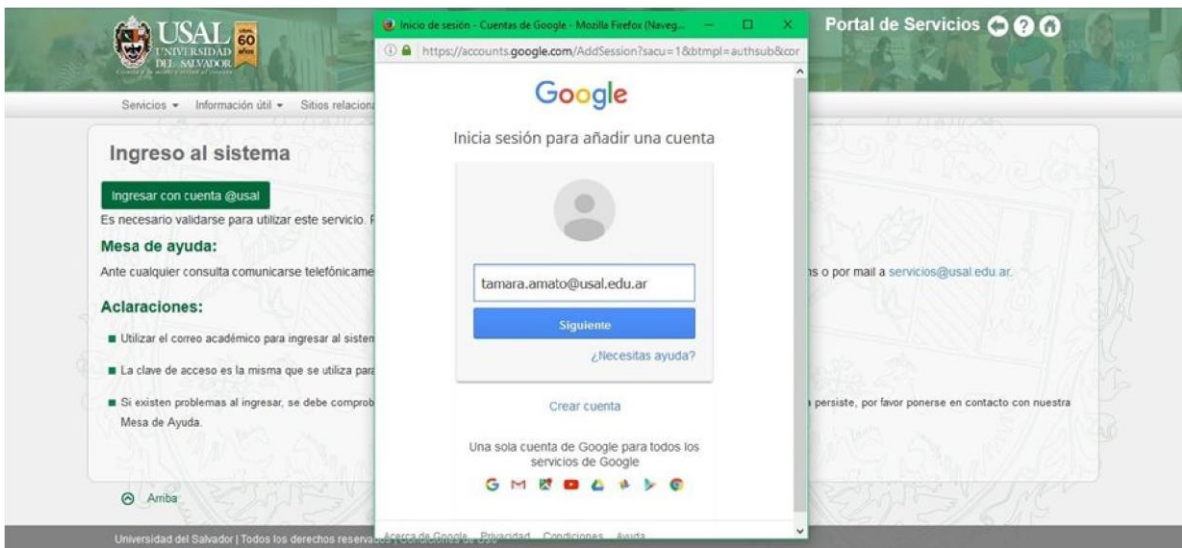 USAL
UNIVERSIDAD
DEL SALVADOR
60
años
Portal de Servicios
Servicios
Información útil
Sitios relacion
Ingreso al sistema
Ingresar con cuenta @usal
Es necesario validarse para utilizar este servicio.
Mesa de ayuda:
Ante cualquier consulta comunicarse telefónicame
ns o por mail a servicios@usal.edu.ar.
Aclaraciones:
Utilizar el correo académico para ingresar al sisten
La clave de acceso es la misma que se utiliza para
Si existen problemas al ingresar, se debe comprob
persiste, por favor ponerse en contacto con nuestra
Mesa de Ayuda.
Arriba
Universidad del Salvador | Todos los derechos reservados | Condiciones de Uso
Inicio de sesión - Cuentas de Google - Mozilla Firefox (Naveg...
https://accounts.google.com/AddSession?sacu=1&btmpl=authsub&cor
Google
Inicia sesión para añadir una cuenta
tamara.amato@usal.edu.ar
Siguiente
¿Necesitas ayuda?
Crear cuenta
Una sola cuenta de Google para todos los
servicios de Google
Acerca de Google Privacidad Condiciones Ayuda